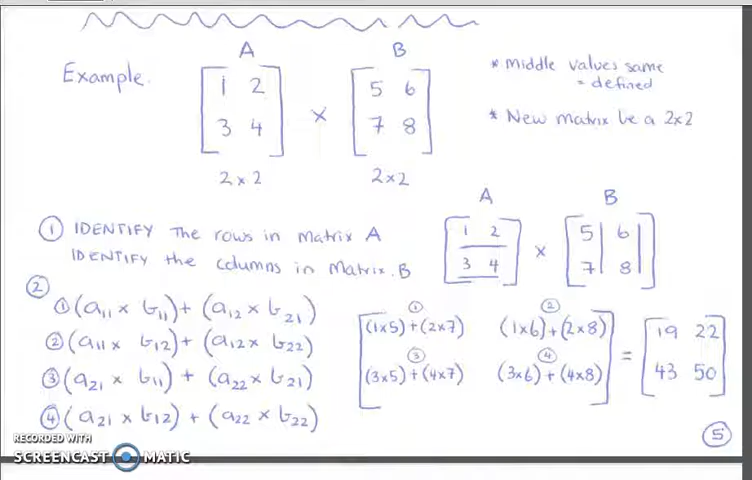 A B
Example. [1 2 3 4] × [5 6 7 8]
2×2 2×2
* middle values same
= defined
* New matrix be a 2×2
① IDENTIFY the rows in matrix A
IDENTIFY the columns in matrix B
A B
[1 2 3 4] × [5 6 7 8]
②
①(a11 × b11) + (a12 × b21)
②(a11 × b12) + (a12 × b22)
③(a21 × b11) + (a22 × b21)
④(a21 × b12) + (a22 × b22)
① ②
(1×5)+(2×7) (1×6)+(2×8)
③ ④
(3×5)+(4×7) (3×6)+(4×8)
= [19 22 43 50]
⑤
RECORDED WITH
SCREENCAST MATIC